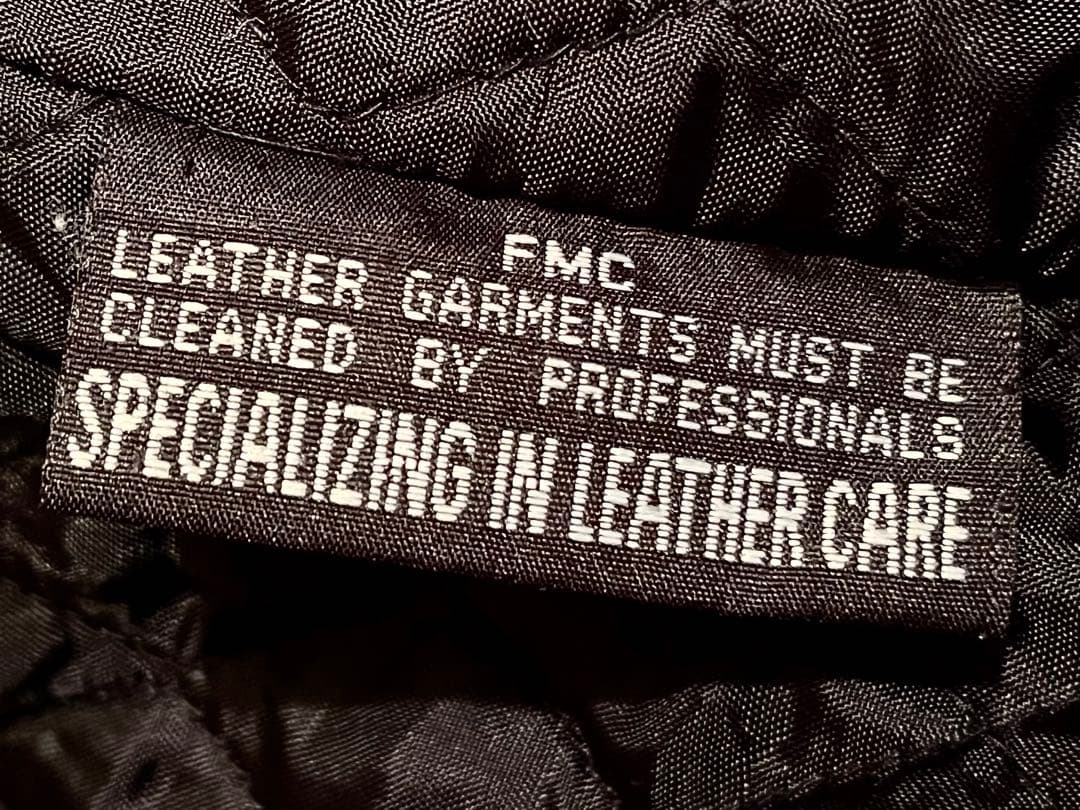 FMC
LEATHER GARMENTS MUST BE
CLEANED BY PROFESSIONALS
SPECIALIZING IN LEATHER CARE